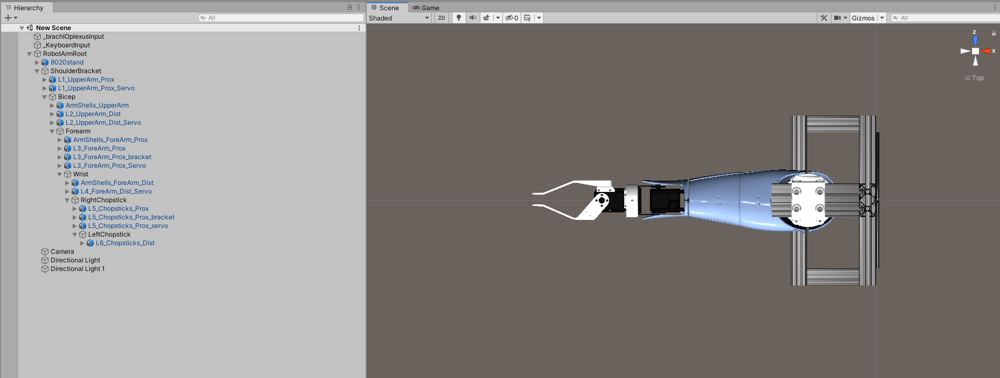 Hierarchy
All
New Scene
_brachIOplexusInput
_KeyboardInput
RobotArmRoot
8020stand
ShoulderBracket
L1_UpperArm_Prox
L1_UpperArm_Prox_Servo
Bicep
ArmShells_UpperArm
L2_UpperArm_Dist
L2_UpperArm_Dist_Servo
Forearm
ArmShells_ForeArm_Prox
L3_ForeArm_Prox
L3_ForeArm_Prox_bracket
L3_ForeArm_Prox_Servo
Wrist
ArmShells_ForeArm_Dist
L4_ForeArm_Dist_Servo
RightChopstick
L5_Chopsticks_Prox
L5_Chopsticks_Prox_bracket
L5_Chopsticks_Prox_servo
LeftChopstick
L6_Chopsticks_Dist
Camera
Directional Light
Directional Light 1
Scene Game
Shaded 2D 0 Gizmos All
z
x
Top